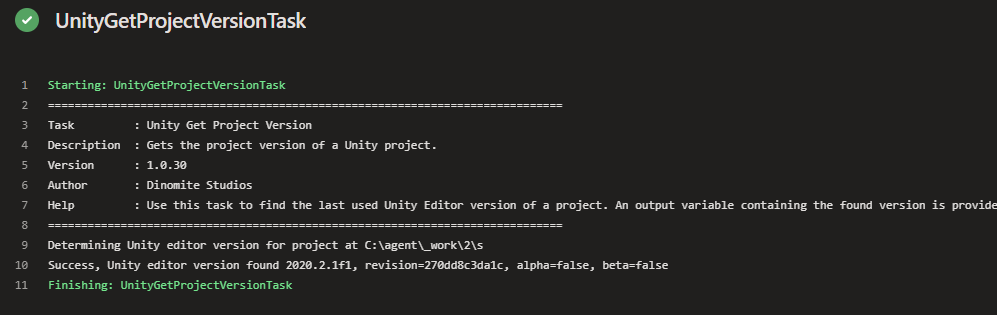 UnityGetProjectVersionTask
1 Starting: UnityGetProjectVersionTask
2 ==============================================================================
3 Task : Unity Get Project Version
4 Description : Gets the project version of a Unity project.
5 Version : 1.0.30
6 Author : Dinomite Studios
7 Help : Use this task to find the last used Unity Editor version of a project. An output variable containing the found version is provide
8 ==============================================================================
9 Determining Unity editor version for project at C:\agent\_work\2\s
10 Success, Unity editor version found 2020.2.1f1, revision=270dd8c3da1c, alpha=false, beta=false
11 Finishing: UnityGetProjectVersionTask